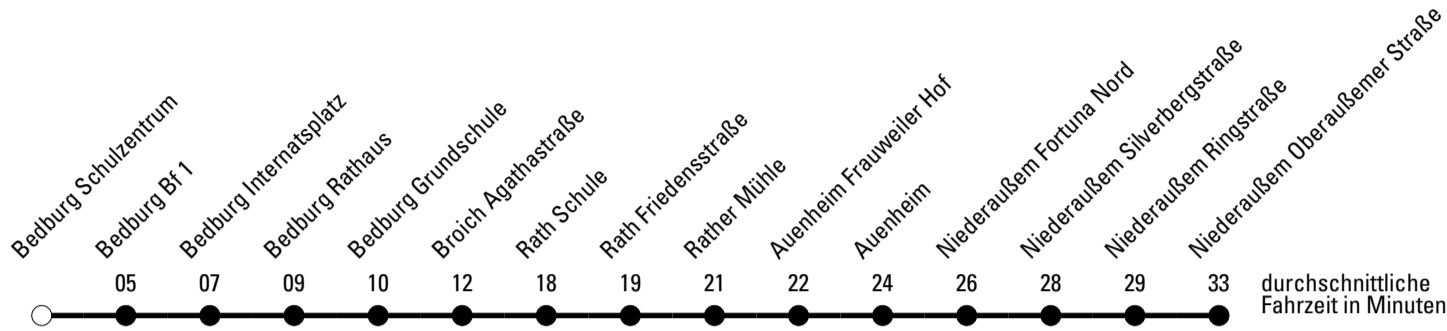 Bedburg Schulzentrum
Bedburg Bf 1
Bedburg Internatsplatz
Bedburg Rathaus
Bedburg Grundschule
Broich Agathastraße
Rath Schule
Rath Friedensstraße
Rather Mühle
Auenheim Frauweiler Hof
Auenheim
Niederaußem Fortuna Nord
Niederaußem Silverbergstraße
Niederaußem Ringstraße
Niederaußem Oberaußemer Straße
05 07 09 10 12 18 19 21 22 24 26 28 29 33
durchschnittliche
Fahrzeit in Minuten